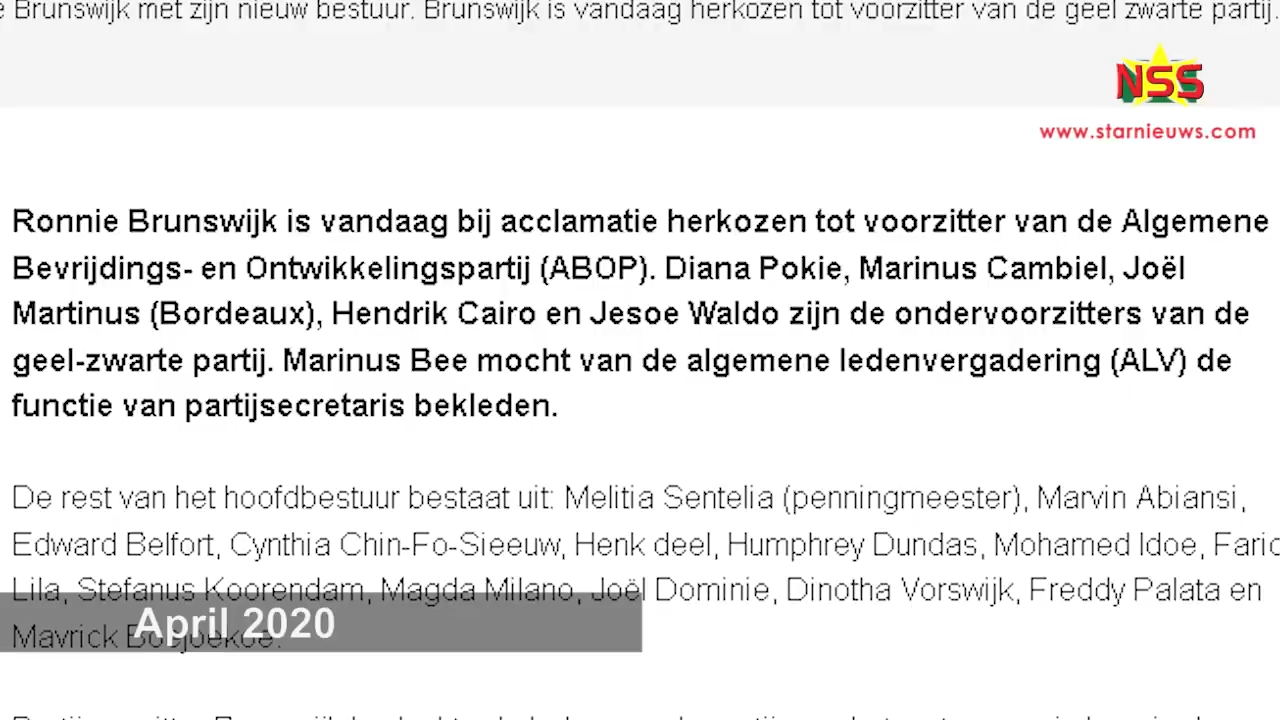 Brunswijk met zijn nieuw bestuur. Brunswijk is vandaag herkozen tot voorzitter van de geel zwarte partij.
NSS
www.starnieuws.com
Ronnie Brunswijk is vandaag bij acclamatie herkozen tot voorzitter van de Algemene
Bevrijdings- en Ontwikkelingspartij (ABOP). Diana Pokie, Marinus Cambiel, Joël
Martinus (Bordeaux), Hendrik Cairo en Jesoe Waldo zijn de ondervoorzitters van de
geel-zwarte partij. Marinus Bee mocht van de algemene ledenvergadering (ALV) de
functie van partijsecretaris bekleden.
De rest van het hoofdbestuur bestaat uit: Melitia Sentelia (penningmeester), Marvin Abiansi,
Edward Belfort, Cynthia Chin-Fo-Sieeuw, Henk deel, Humphrey Dundas, Mohamed Idoe,
Lila, Stefanus Koorendam, Magda Milano, Joël Dominie, Dinotha Vorswijk, Freddy Palata en
Mavrick
April 2020